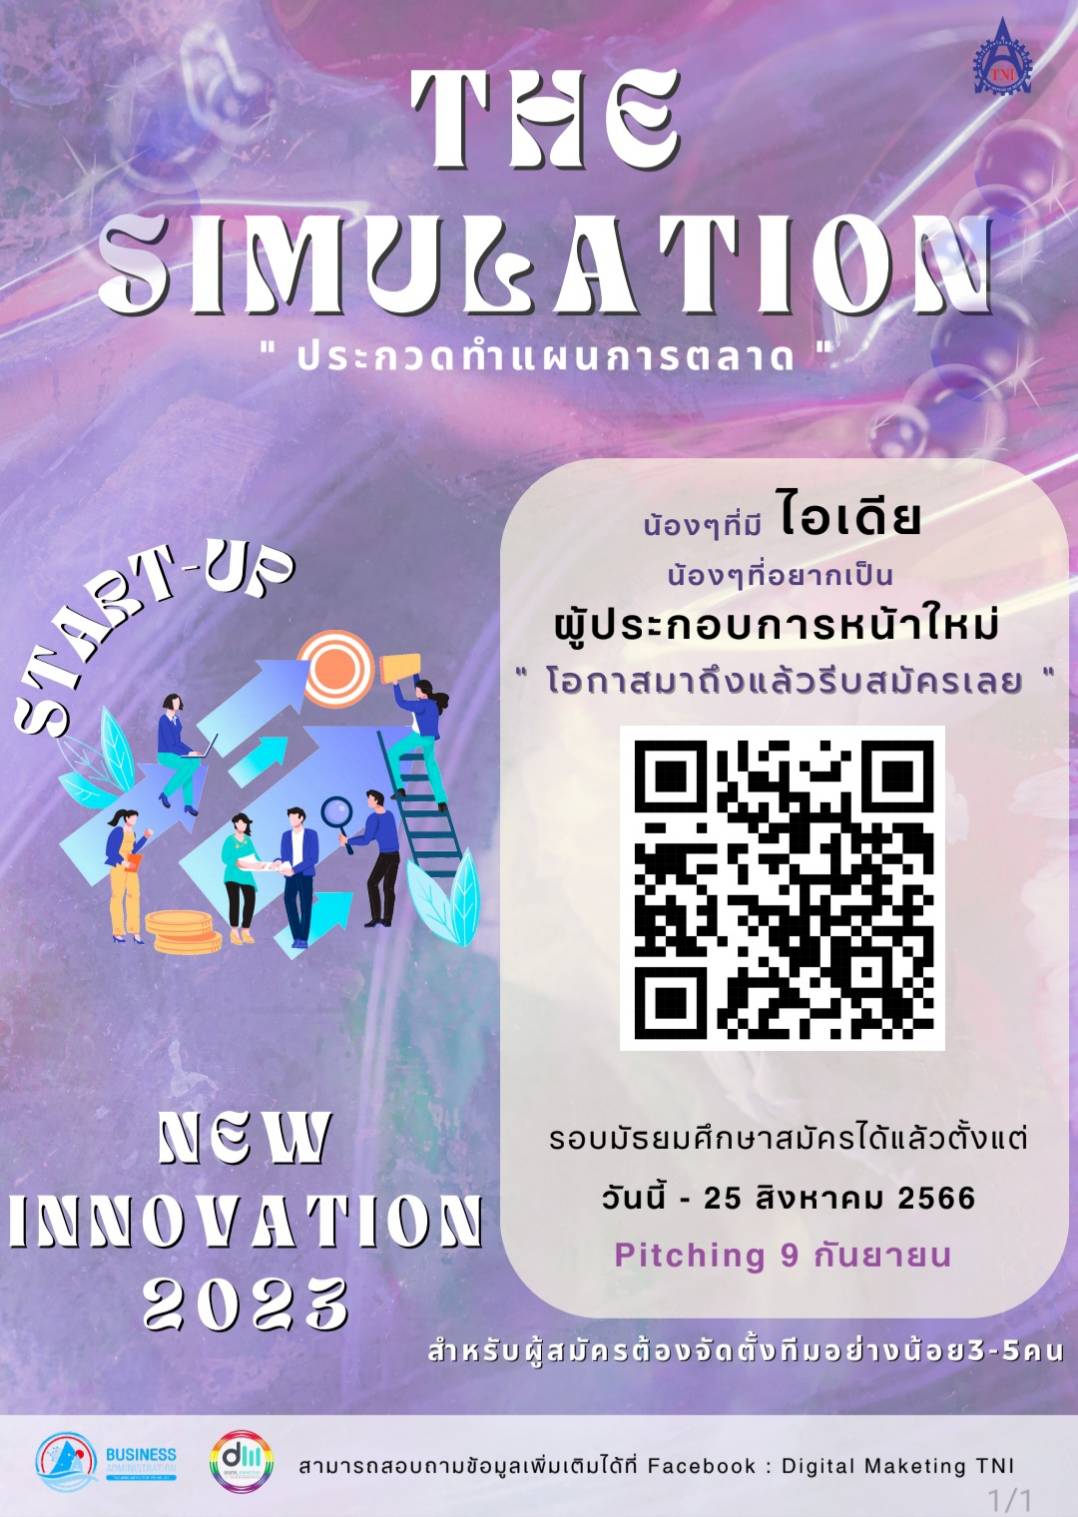 TNI
THE
SIMULATION
" ประกวดทำแผนการตลาด "
START-UP
น้องๆที่มี ไอเดีย
น้องๆที่อยากเป็น
ผู้ประกอบการหน้าใหม่
" โอกาสมาถึงแล้วรีบสมัครเลย "
NEW
INNOVATION
2023
รอบมัธยมศึกษาสมัครได้แล้วตั้งแต่
วันนี้ - 25 สิงหาคม 2566
Pitching 9 กันยายน
สำหรับผู้สมัครต้องจัดตั้งทีมอย่างน้อย3-5คน
BUSINESS
ADMINISTRATION
สามารถสอบถามข้อมูลเพิ่มเติมได้ที่ Facebook : Digital Maketing TNI
1/1